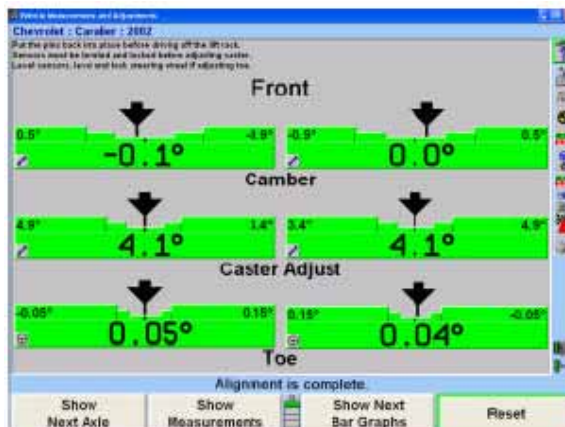 Vehicle Measurements and Adjustments
Chevrolet : Cavalier : 2002
Put the pins back into place before driving off the lift rack.
Sensors must be leveled and locked before adjusting caster.
Level sensors, level and lock steering wheel if adjusting toe.
Front
0.5° -0.9° -0.9° 0.5°
-0.1° 0.0°
Camber
4.9° 3.4° 3.4° 4.9°
4.1° 4.1°
Caster Adjust
-0.05° 0.15° 0.15° -0.05°
0.05° 0.04°
Toe
Alignment is complete.
Show Next Axle
Show Measurements
Show Next Bar Graphs
Reset